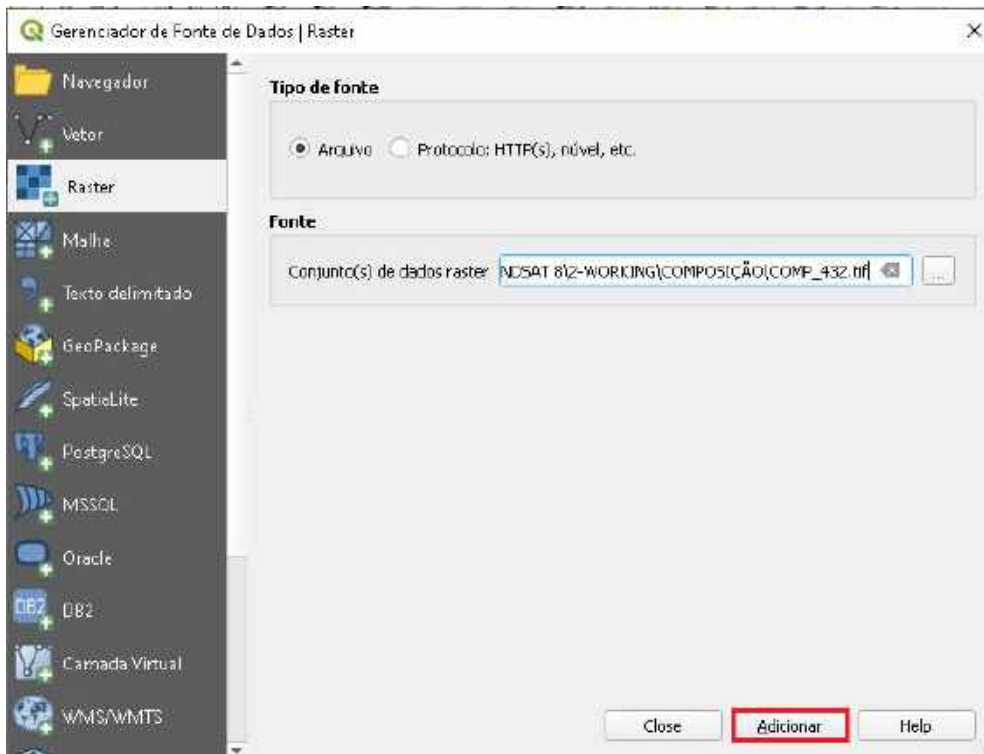 Gerenciador de Fonte de Dados | Raster
Navegador
Vetor
Raster
Malha
Texto delimitado
GeoPackage
SpatiaLite
PostgreSQL
MSSQL
Oracle
DB2
DB2
Camada Virtual
WMS/WMTS
Tipo de fonte
Arquivo
Protocolo: HTTP(s), núvel, etc.
Fonte
Conjunto(s) de dados raster
NDSAT 8\2-WORKING\COMPOSIÇÃO\COMP_432.tif
...
Close
Adicionar
Help